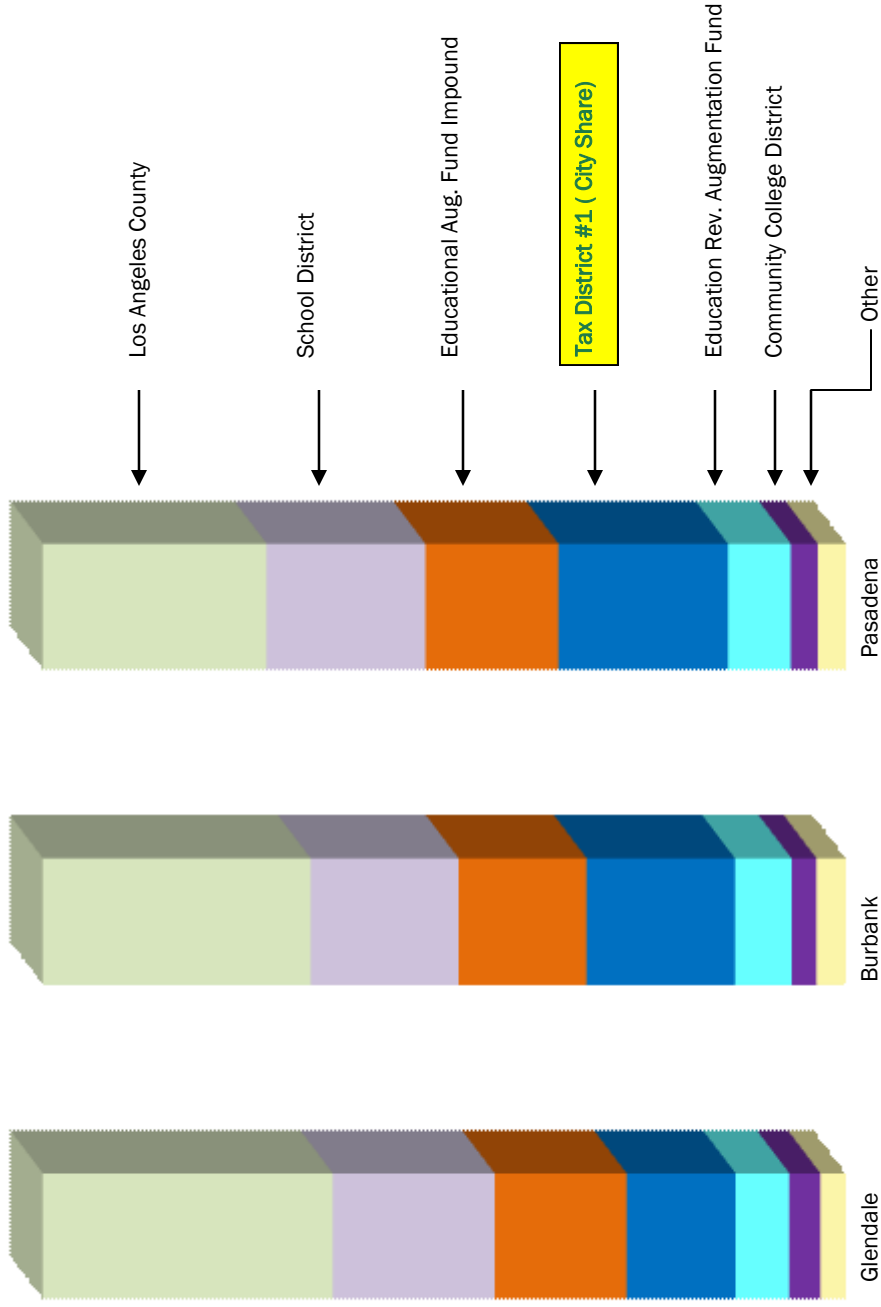 Los Angeles County
School District
Educational Aug. Fund Impound
Tax District #1 ( City Share)
Education Rev. Augmentation Fund
Community College District
Other
Glendale
Burbank
Pasadena